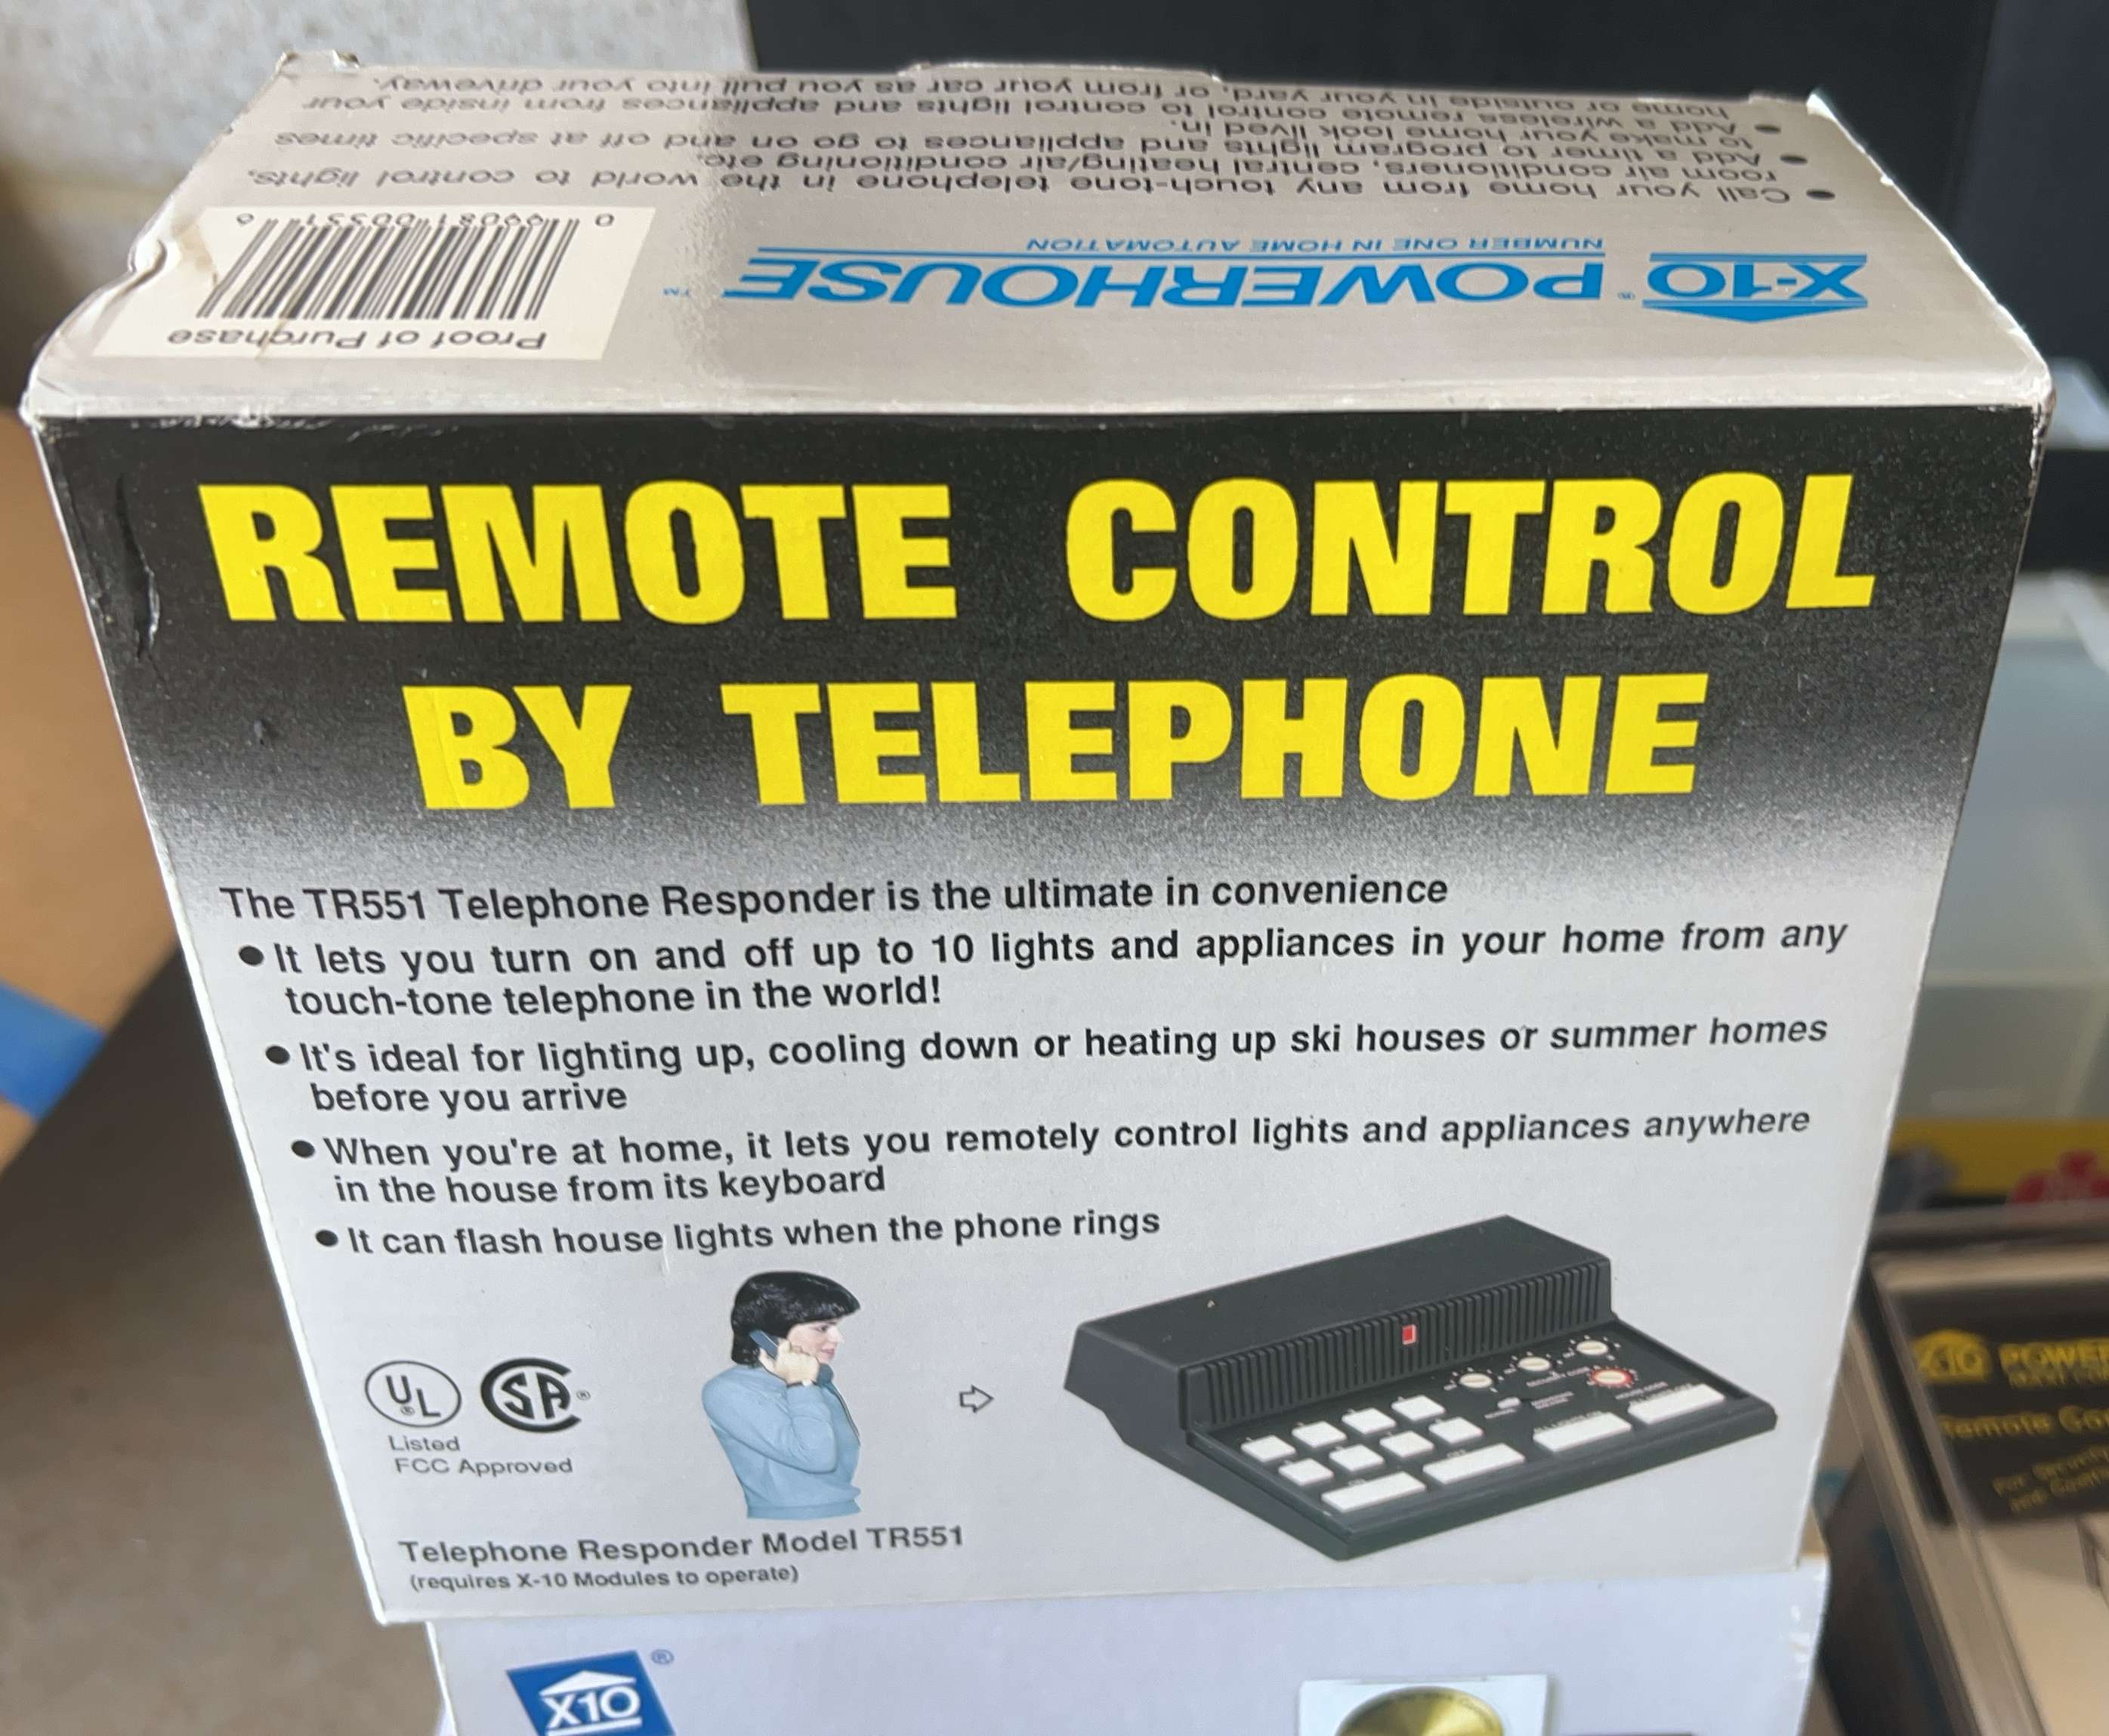 X-10® POWERHOUSE™
NUMBER ONE IN HOME AUTOMATION
Proof of Purchase
• Call your home from any touch-tone telephone in the world to control lights,
room air conditioners, central heating/air conditioning etc.
• Add a timer to program lights and appliances to go on and off at specific times
to make your home look lived in.
• Add a wireless remote control to control lights and appliances from inside your
home or outside in your yard, or from your car as you pull into your driveway.
REMOTE CONTROL
BY TELEPHONE
The TR551 Telephone Responder is the ultimate in convenience
• It lets you turn on and off up to 10 lights and appliances in your home from any
touch-tone telephone in the world!
• It's ideal for lighting up, cooling down or heating up ski houses or summer homes
before you arrive
• When you're at home, it lets you remotely control lights and appliances anywhere
in the house from its keyboard
• It can flash house lights when the phone rings
UL®
SA®
Listed
FCC Approved
Telephone Responder Model TR551
(requires X-10 Modules to operate)
X10®
X10 POWER
Remote Co